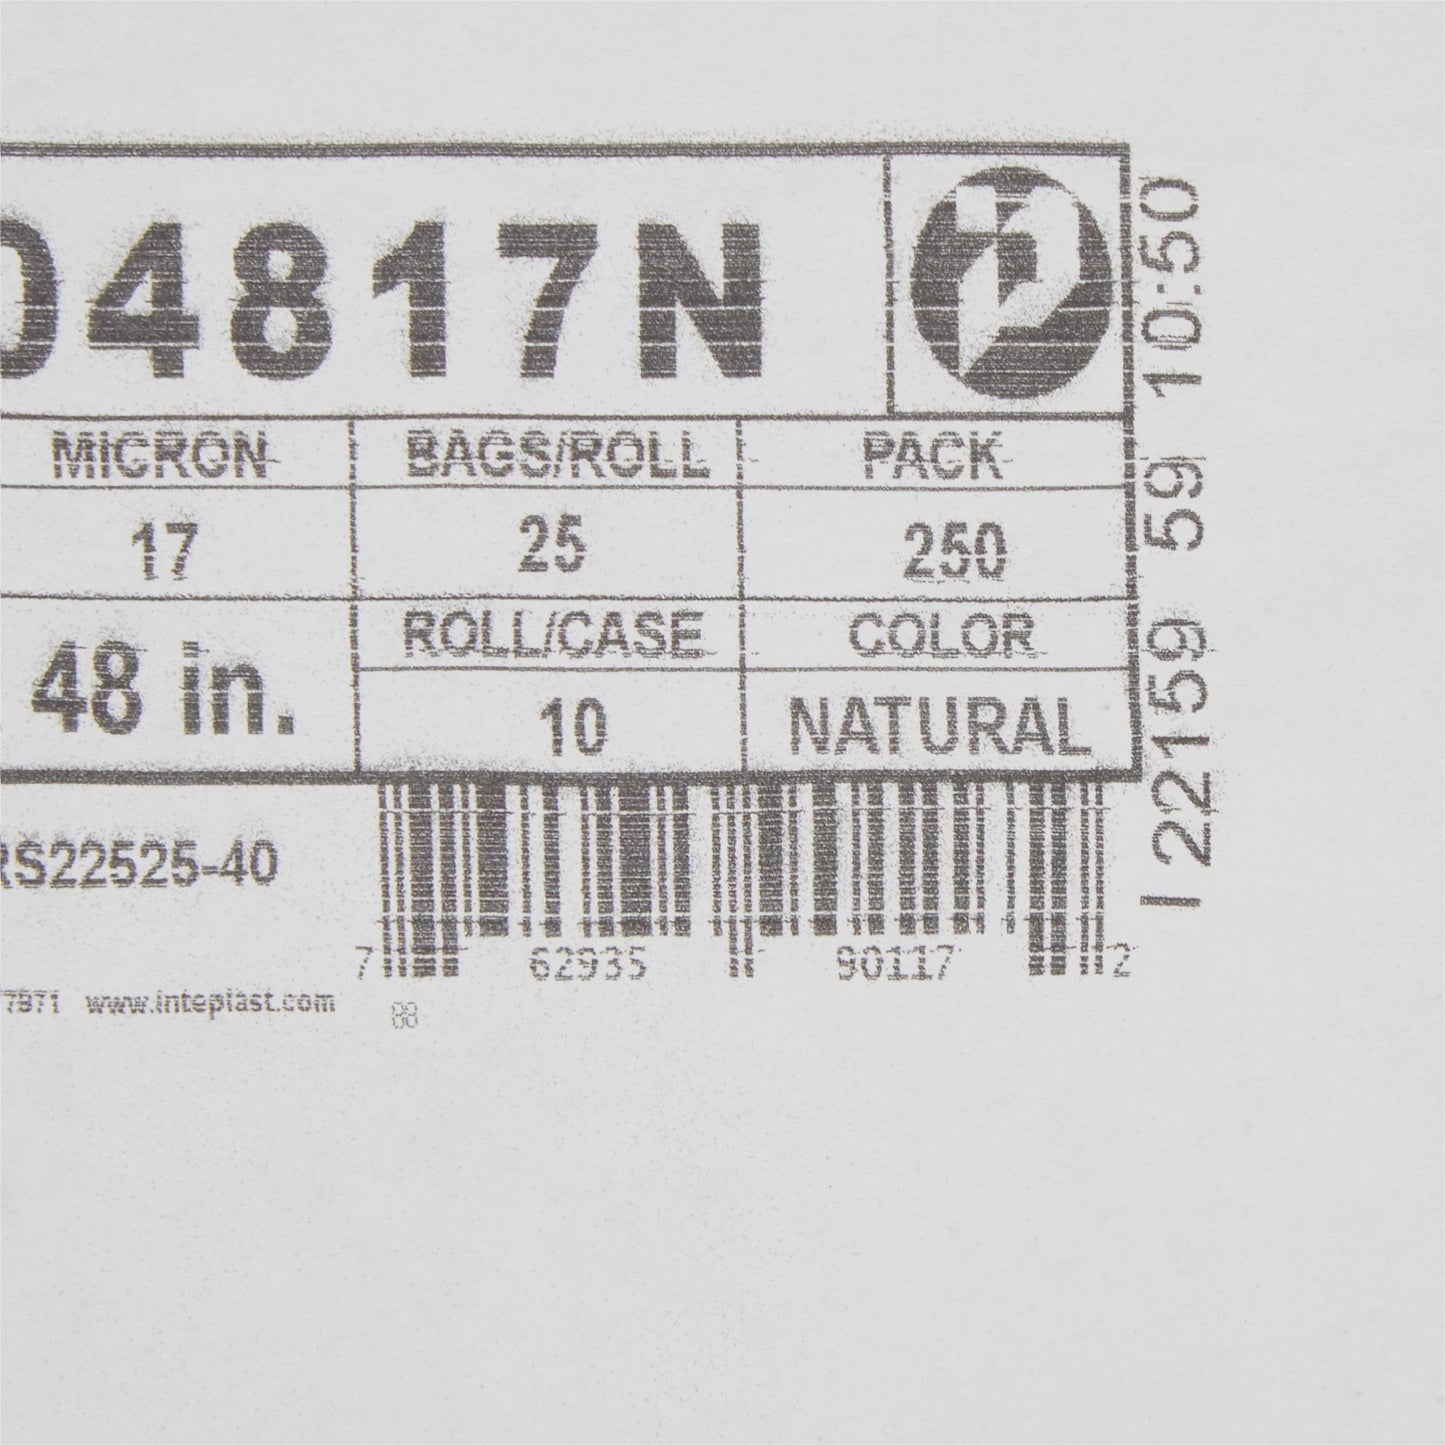 04817N
MICRON BAGS/ROLL PACK
17 25 250
ROLL/CASE COLOR
48 in. 10 NATURAL
RS22525-40
7 62935 90117 2
7871 www.inteplast.com
I 22159 59 10:50